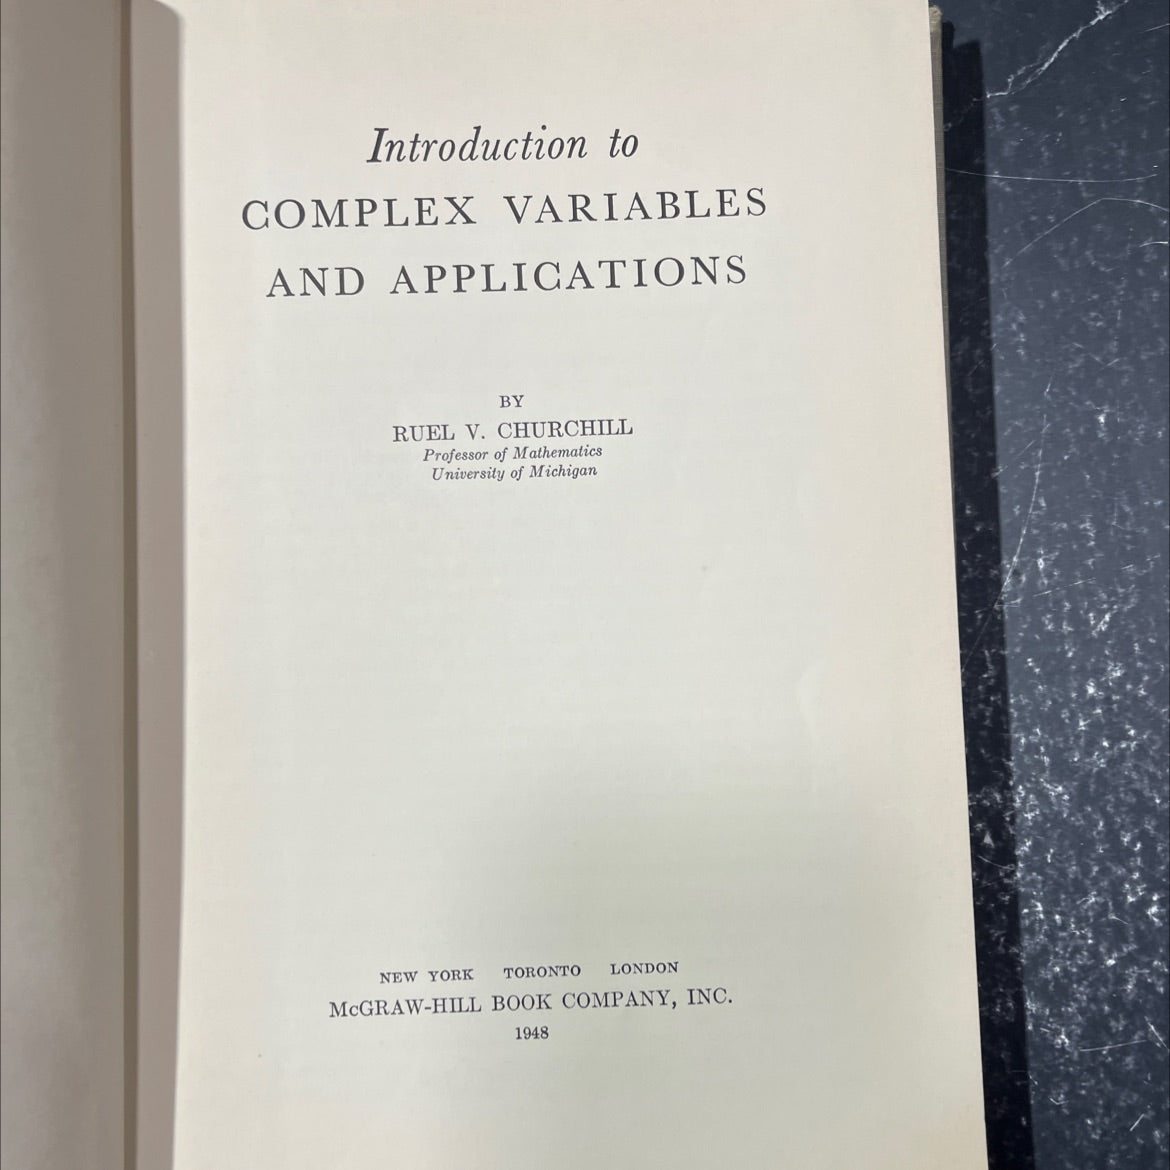 Introduction to
COMPLEX VARIABLES
AND APPLICATIONS
BY
RUEL V. CHURCHILL
Professor of Mathematics
University of Michigan
NEW YORK TORONTO LONDON
McGRAW-HILL BOOK COMPANY, INC.
1948